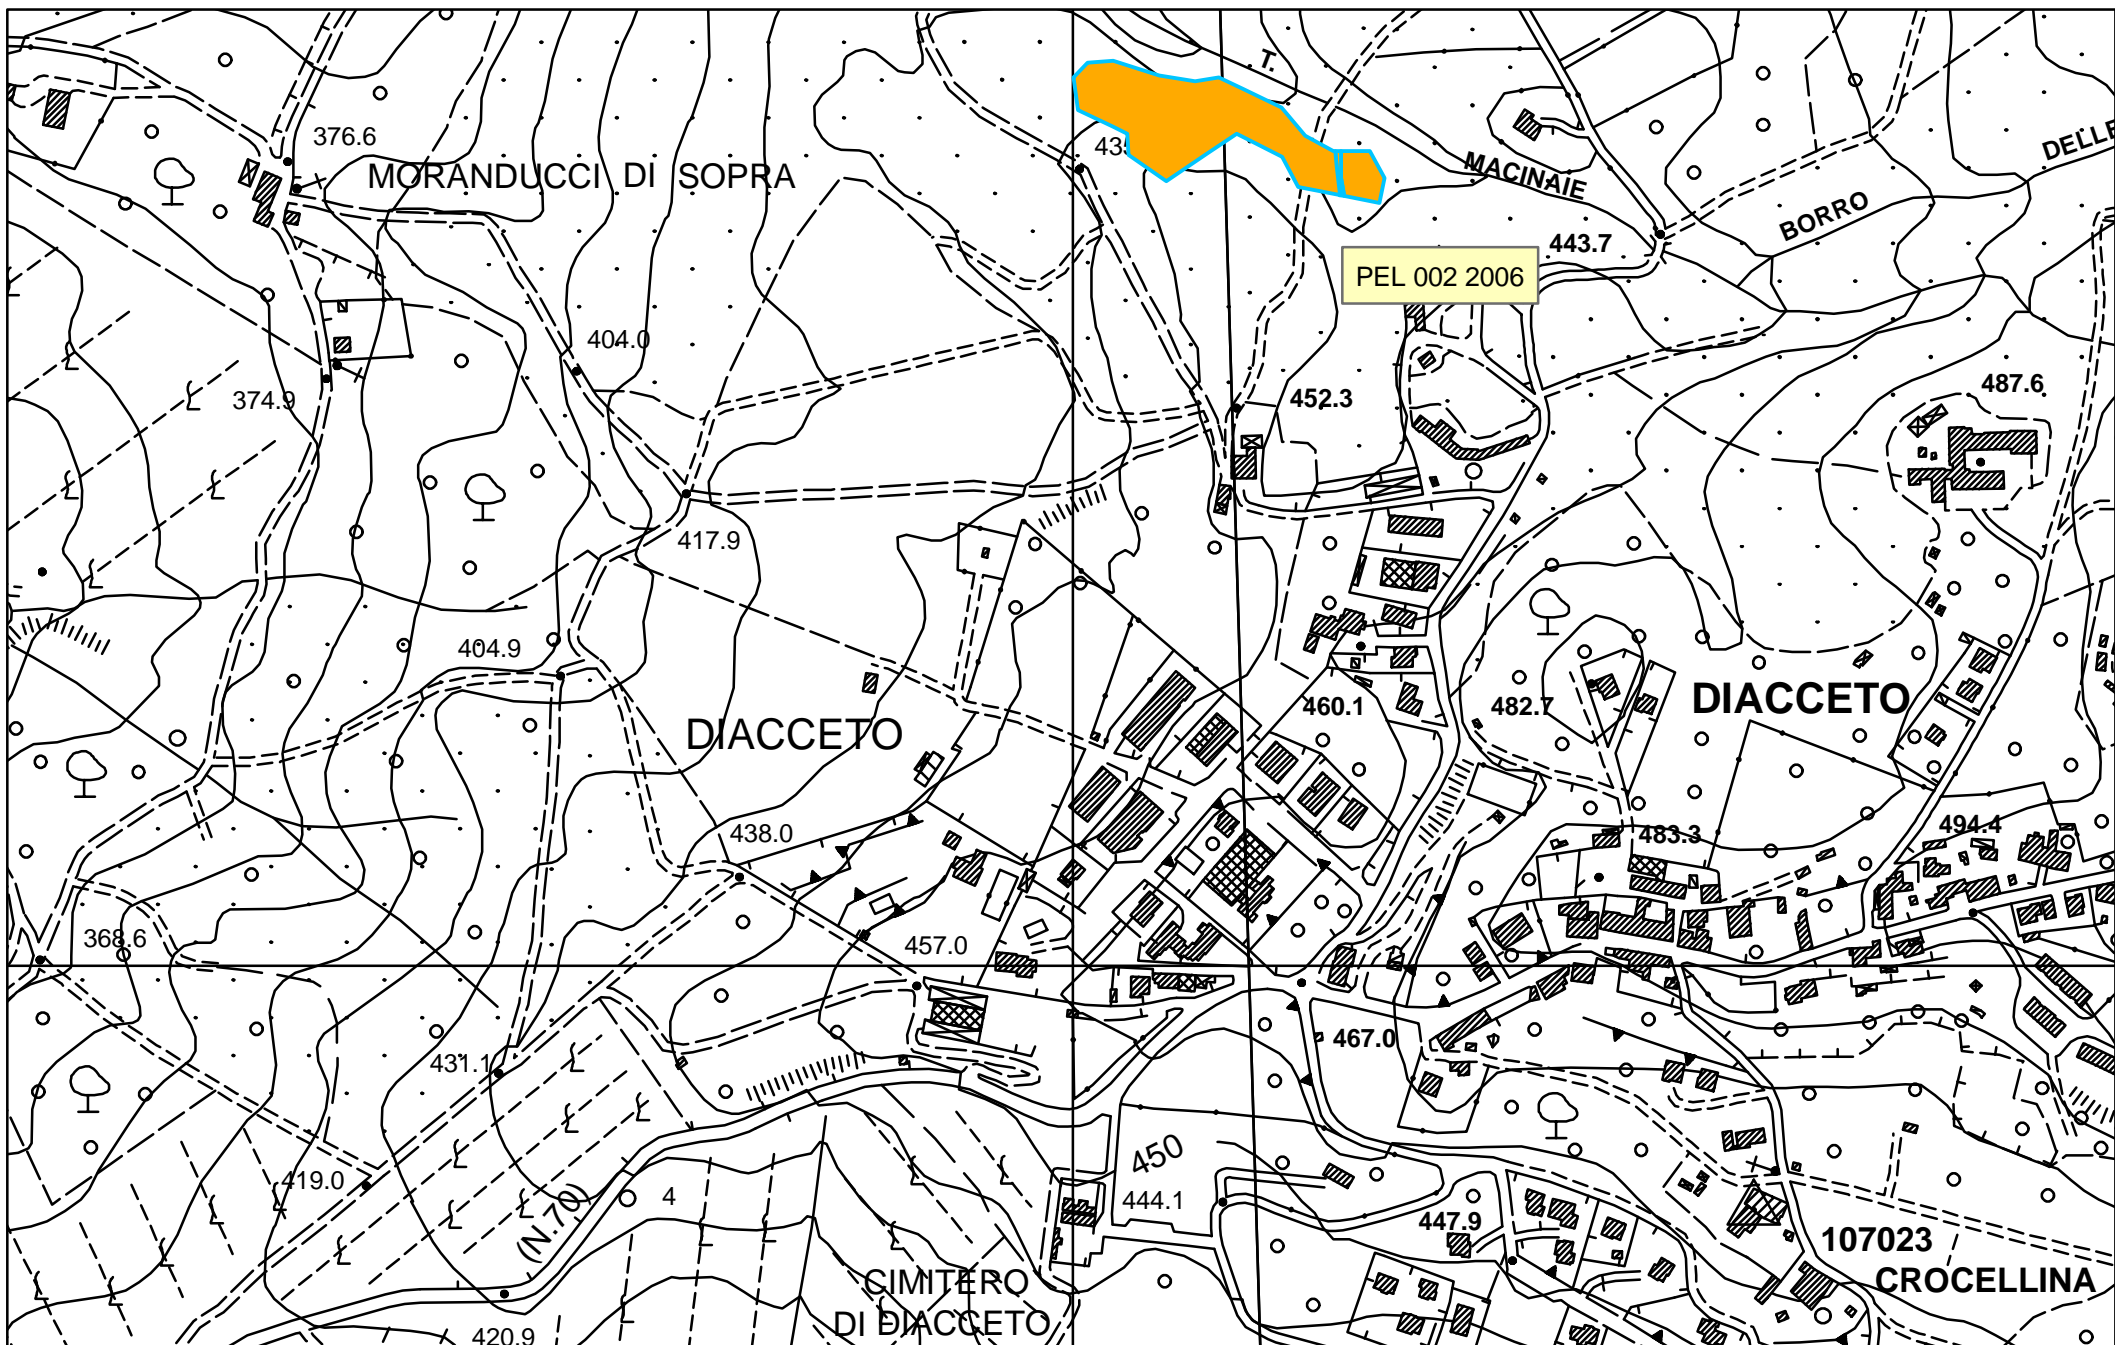 T.
376.6
435
MORANDUCCI DI SOPRA
MACINAIE
DELLE
BORRO
443.7
PEL 002 2006
404.0
374.9
452.3
487.6
417.9
404.9
460.1
482.7
DIACCETO
DIACCETO
438.0
483.3
494.4
368.6
457.0
467.0
431.1
450
419.0
(N.70)
4
444.1
447.9
107023
CROCELLINA
CIMITERO
DI DIACCETO
420.9